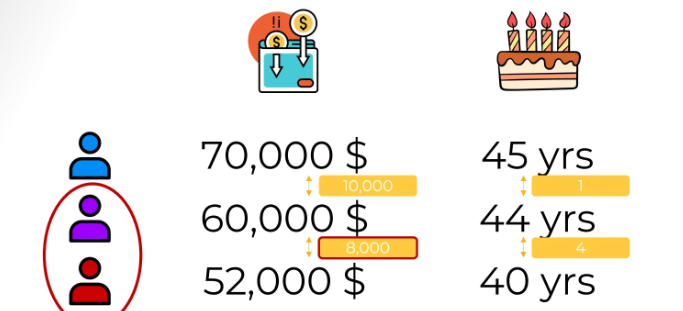 !¡ $
$
70,000 $ 45 yrs
10,000 1
60,000 $ 44 yrs
8,000 4
52,000 $ 40 yrs